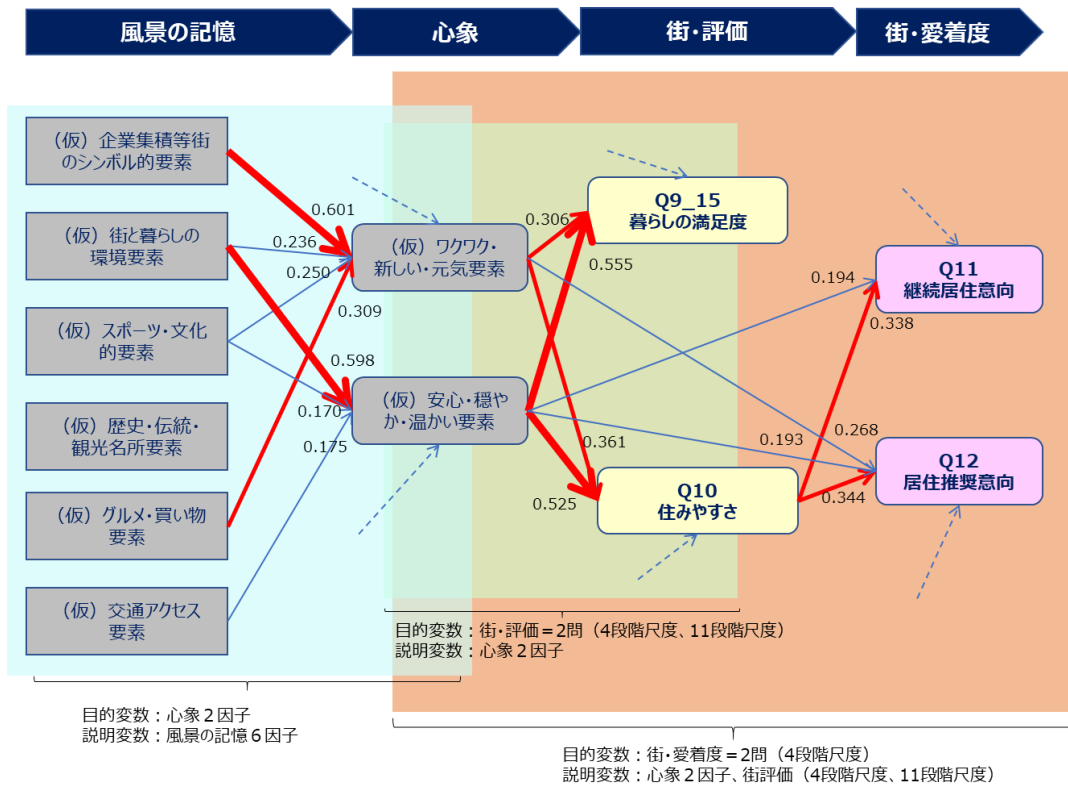 風景の記憶
心象
街・評価
街・愛着度
（仮）企業集積等街
のシンボル的要素
（仮）街と暮らしの
環境要素
（仮）スポーツ・文化
的要素
（仮）歴史・伝統・
観光名所要素
（仮）グルメ・買い物
要素
（仮）交通アクセス
要素
0.601
0.236
0.250
0.309
0.598
0.170
0.175
（仮）ワクワク・
新しい・元気要素
（仮）安心・穏や
か・温かい要素
0.306
0.555
0.361
0.525
Q9_15
暮らしの満足度
Q10
住みやすさ
0.194
0.338
0.193
0.268
0.344
Q11
継続居住意向
Q12
居住推奨意向
目的変数：街・評価＝2問（4段階尺度、11段階尺度）
説明変数：心象２因子
目的変数：心象２因子
説明変数：風景の記憶６因子
目的変数：街・愛着度＝2問（4段階尺度）
説明変数：心象２因子、街評価（4段階尺度、11段階尺度）